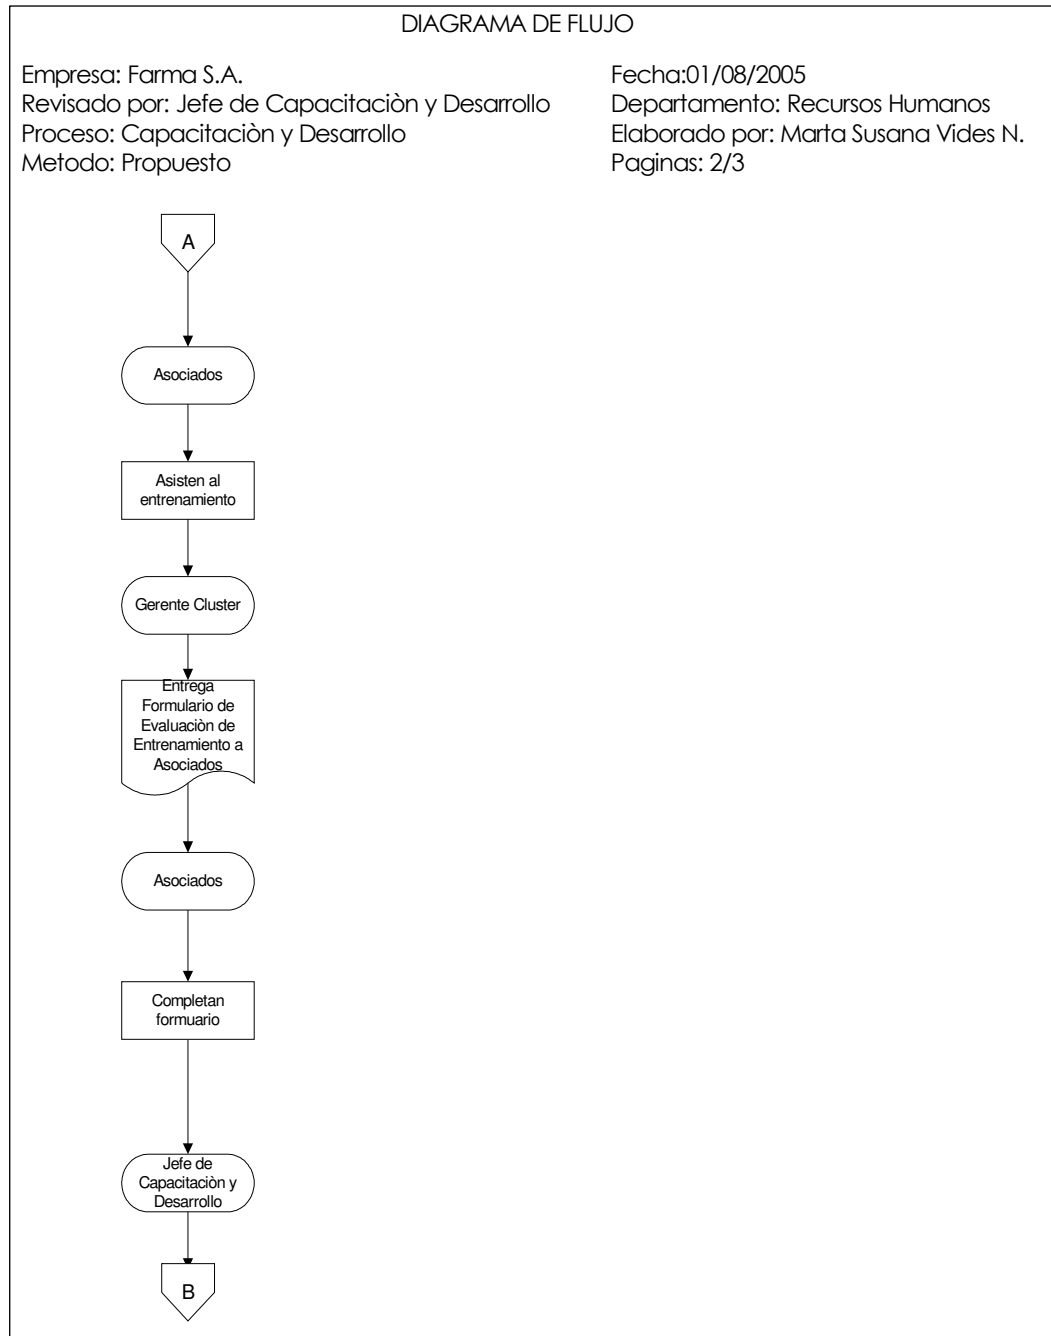 DIAGRAMA DE FLUJO
Empresa: Farma S.A.
Fecha:01/08/2005
Revisado por: Jefe de Capacitaciòn y Desarrollo
Departamento: Recursos Humanos
Proceso: Capacitaciòn y Desarrollo
Elaborado por: Marta Susana Vides N.
Metodo: Propuesto
Paginas: 2/3
A
Asociados
Asisten al
entrenamiento
Gerente Cluster
Entrega
Formulario de
Evaluaciòn de
Entrenamiento a
Asociados
Asociados
Completan
formuario
Jefe de
Capacitaciòn y
Desarrollo
B